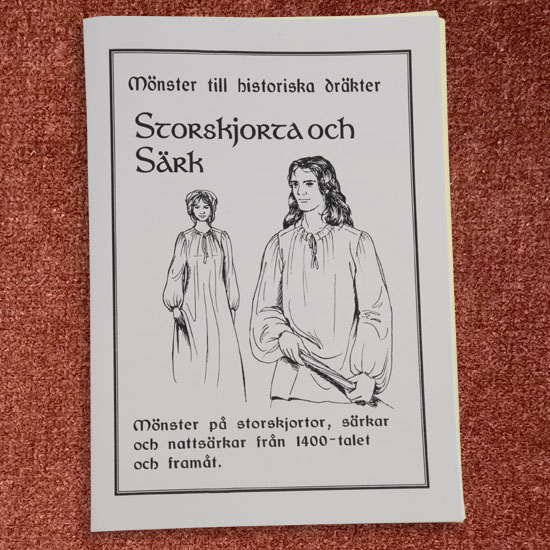 Mönster till historiska dräkter
Storskjorta och
Särk
Mönster på storskjortor, särkar
och nattsärkar från 1400-talet
och framåt.